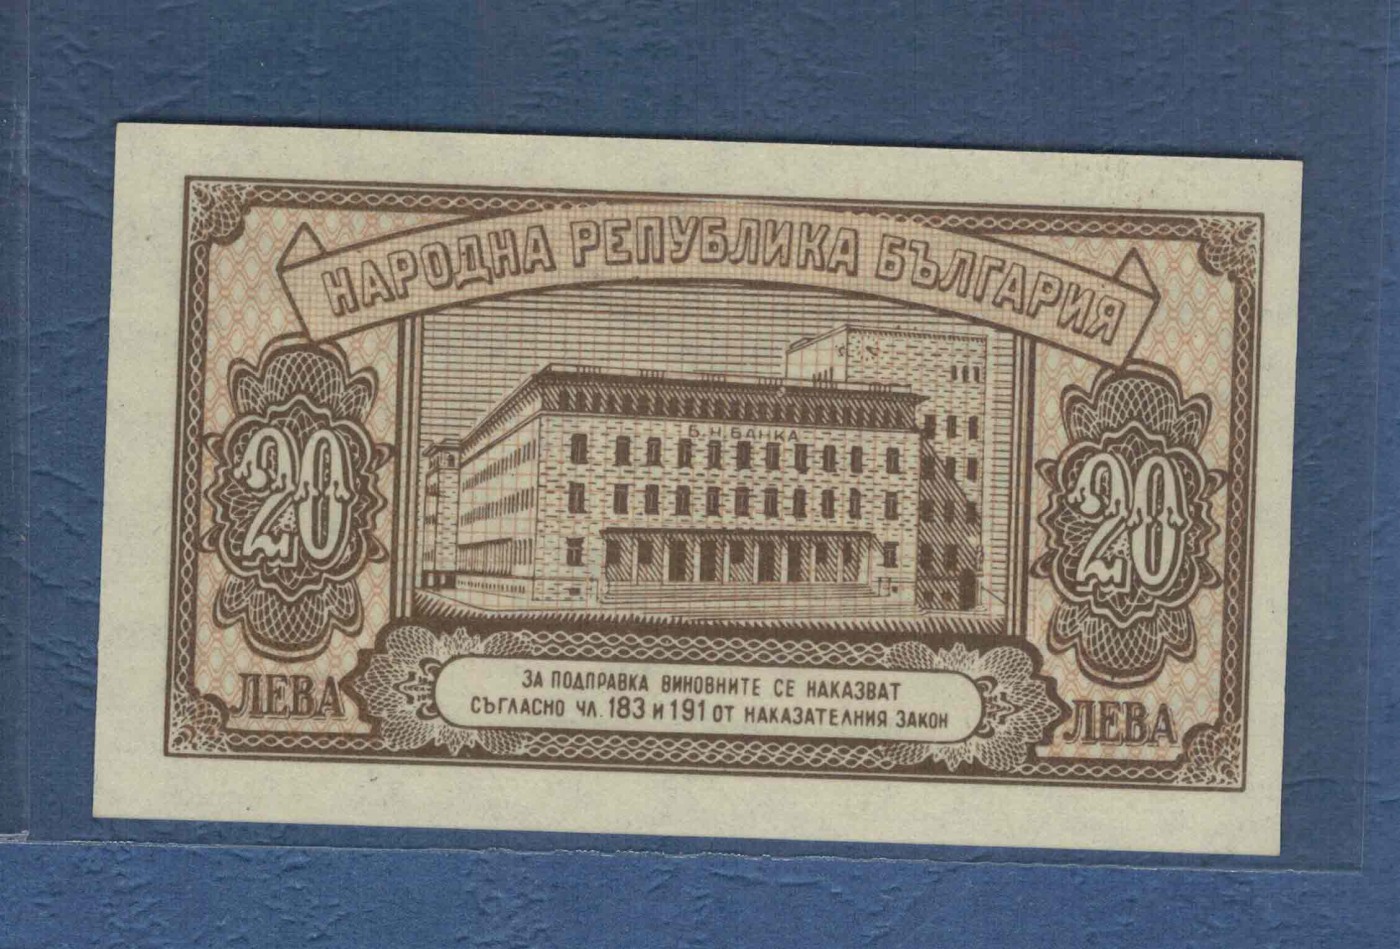 НАРОДНА РЕПУБЛИКА БЪЛГАРИЯ
Б.Н.БАНКА
20
20
ЛЕВА
ЛЕВА
ЗА ПОДПРАВКА ВИНОВНИТЕ СЕ НАКАЗВАТ
СЪГЛАСНО ЧЛ. 183 И 191 ОТ НАКАЗАТЕЛНИЯ ЗАКОН